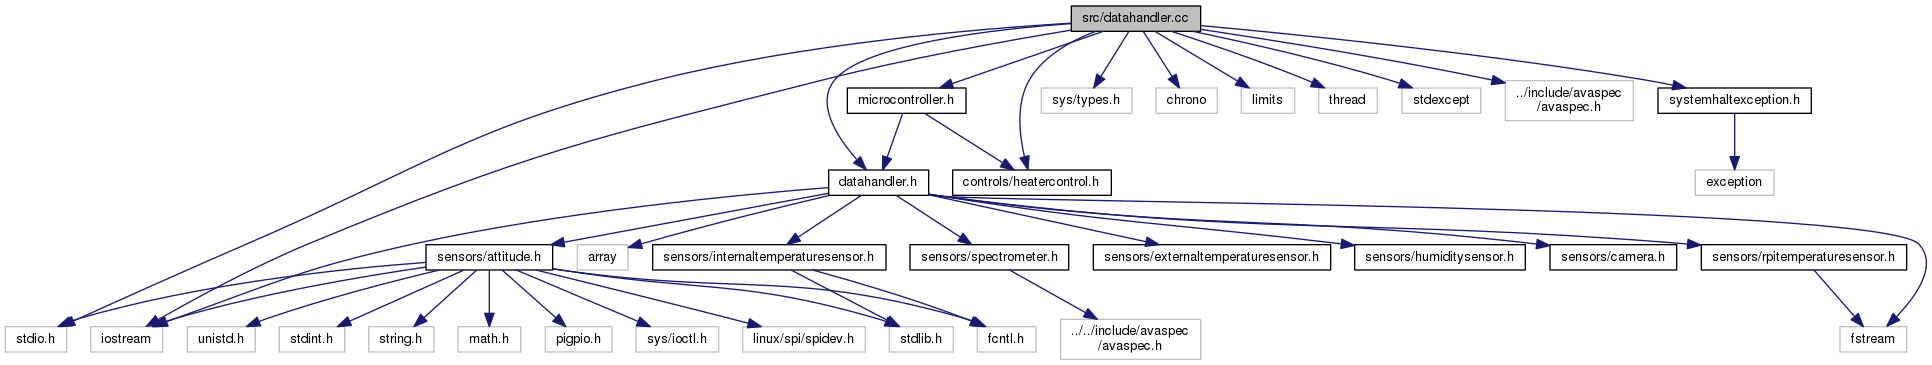 src/datahandler.cc
microcontroller.h
sys/types.h
chrono
limits
thread
stdexcept
../include/avaspec
/avaspec.h
systemhaltexception.h
datahandler.h
controls/heatercontrol.h
exception
sensors/attitude.h
array
sensors/internaltemperaturesensor.h
sensors/spectrometer.h
sensors/externaltemperaturesensor.h
sensors/humiditysensor.h
sensors/camera.h
sensors/rpitemperaturesensor.h
stdio.h
iostream
unistd.h
stdint.h
string.h
math.h
pigpio.h
sys/ioctl.h
linux/spi/spidev.h
stdlib.h
fcntl.h
../../include/avaspec
/avaspec.h
fstream